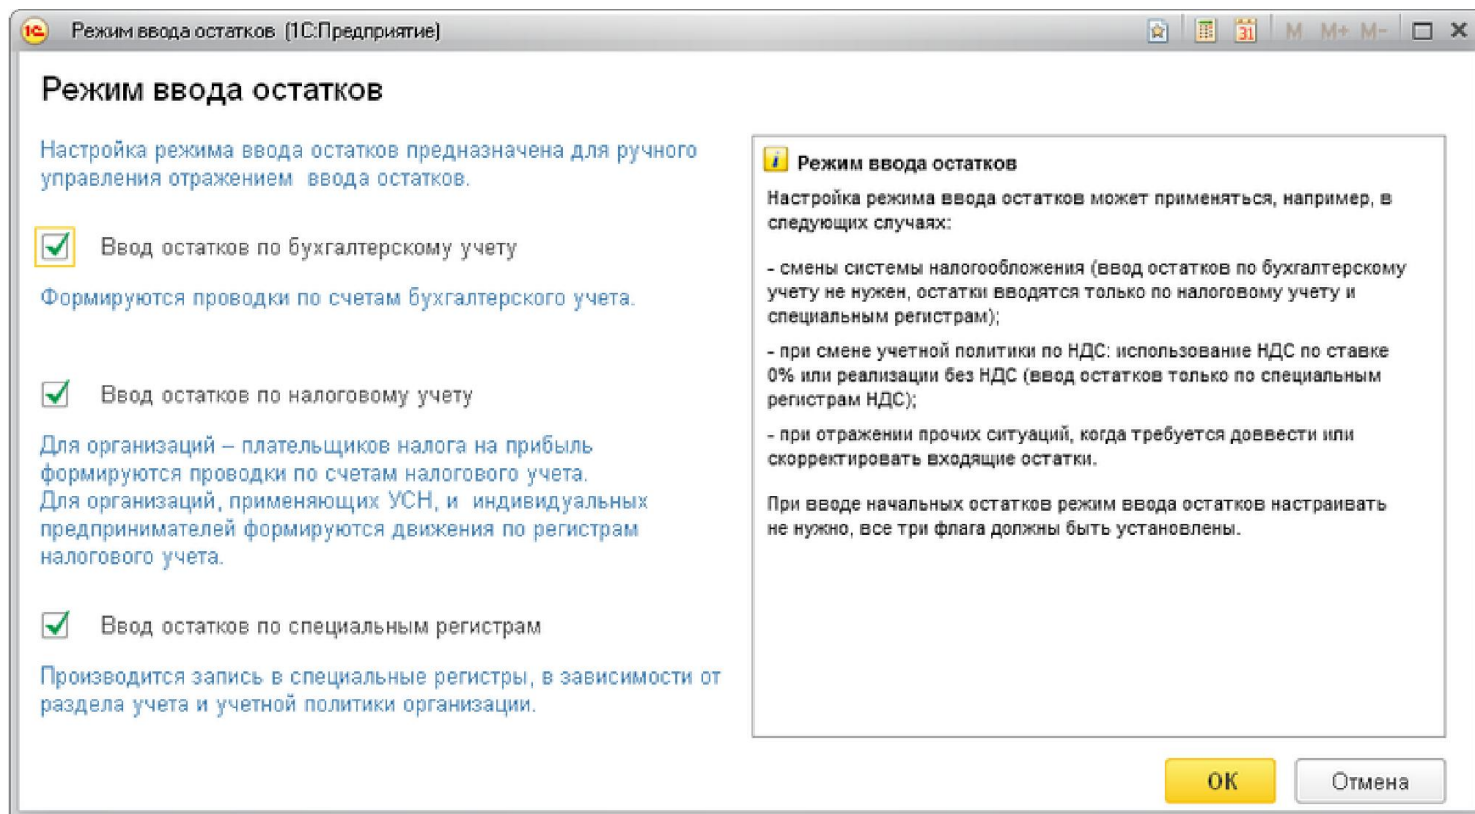 1С Режим ввода остатков (1С:Предприятие)
31 M M+ M-
Режим ввода остатков
Настройка режима ввода остатков предназначена для ручного
управления отражением ввода остатков.
Ввод остатков по бухгалтерскому учету
Формируются проводки по счетам бухгалтерского учета.
Ввод остатков по налоговому учету
Для организаций – плательщиков налога на прибыль
формируются проводки по счетам налогового учета.
Для организаций, применяющих УСН, и индивидуальных
предпринимателей формируются движения по регистрам
налогового учета.
Ввод остатков по специальным регистрам
Производится запись в специальные регистры, в зависимости от
раздела учета и учетной политики организации.
i Режим ввода остатков
Настройка режима ввода остатков может применяться, например, в
следующих случаях:
- смены системы налогообложения (ввод остатков по бухгалтерскому
учету не нужен, остатки вводятся только по налоговому учету и
специальным регистрам);
- при смене учетной политики по НДС: использование НДС по ставке
0% или реализации без НДС (ввод остатков только по специальным
регистрам НДС);
- при отражении прочих ситуаций, когда требуется доввести или
скорректировать входящие остатки.
При вводе начальных остатков режим ввода остатков настраивать
не нужно, все три флага должны быть установлены.
ОК
Отмена